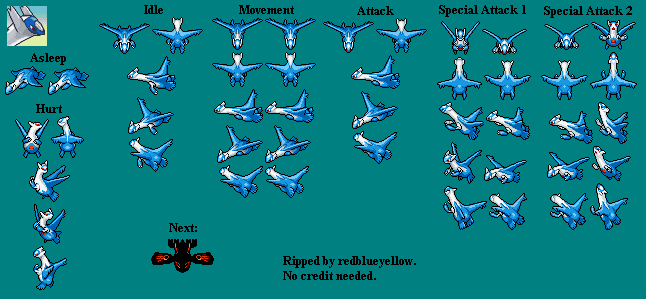 Idle
Movement
Attack
Special Attack 1
Special Attack 2
Asleep
Hurt
Next:
Ripped by redblueyellow.
No credit needed.